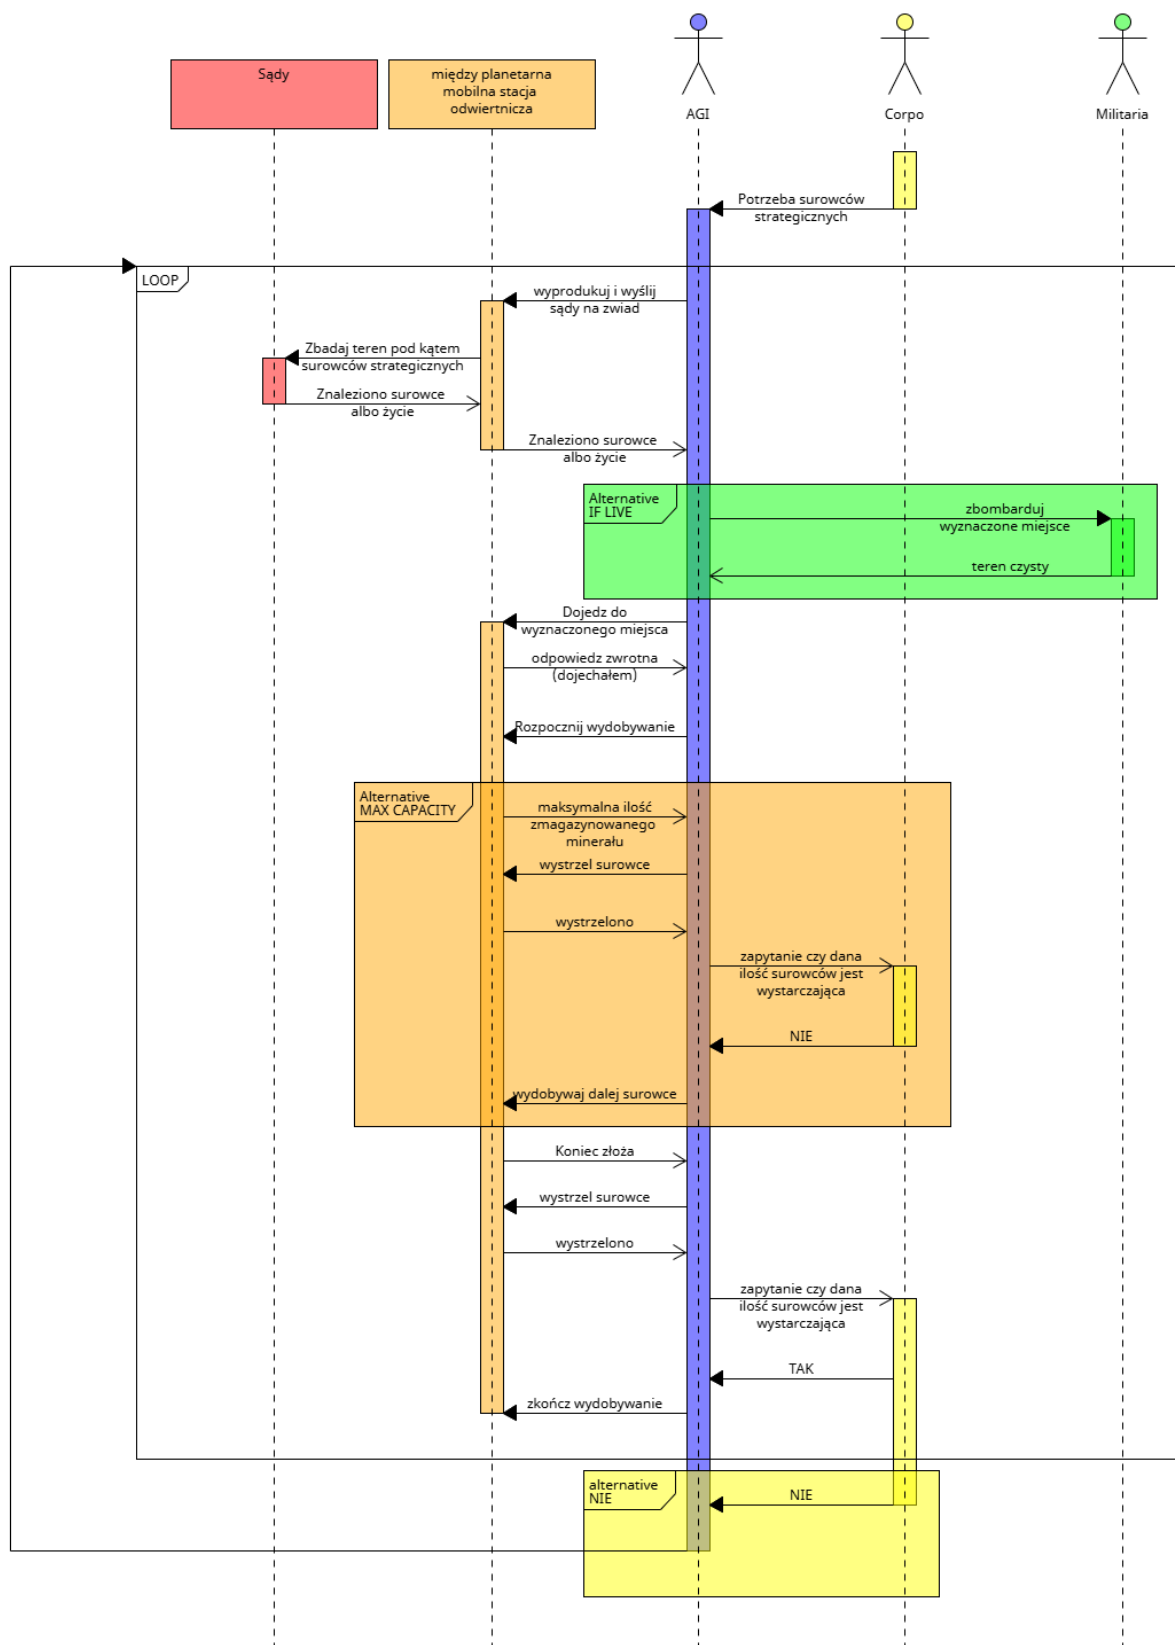 Sądy
między planetarna
mobilna stacja
odwiertnicza
AGI
Corpo
Militaria
Potrzeba surowców
strategicznych
LOOP
wyprodukuj i wyślij
sądy na zwiad
Zbadaj teren pod kątem
surowców strategicznych
Znaleziono surowce
albo życie
Znaleziono surowce
albo życie
Alternative
IF LIVE
zbombarduj
wyznaczone miejsce
teren czysty
Dojedz do
wyznaczonego miejsca
odpowiedz zwrotna
(dojechałem)
Rozpocznij wydobywanie
Alternative
MAX CAPACITY
maksymalna ilość
zmagazynowanego
minerału
wystrzel surowce
wystrzelono
zapytanie czy dana
ilość surowców jest
wystarczająca
NIE
wydobywaj dalej surowce
Koniec złoża
wystrzel surowce
wystrzelono
zapytanie czy dana
ilość surowców jest
wystarczająca
TAK
zkończ wydobywanie
alternative
NIE
NIE